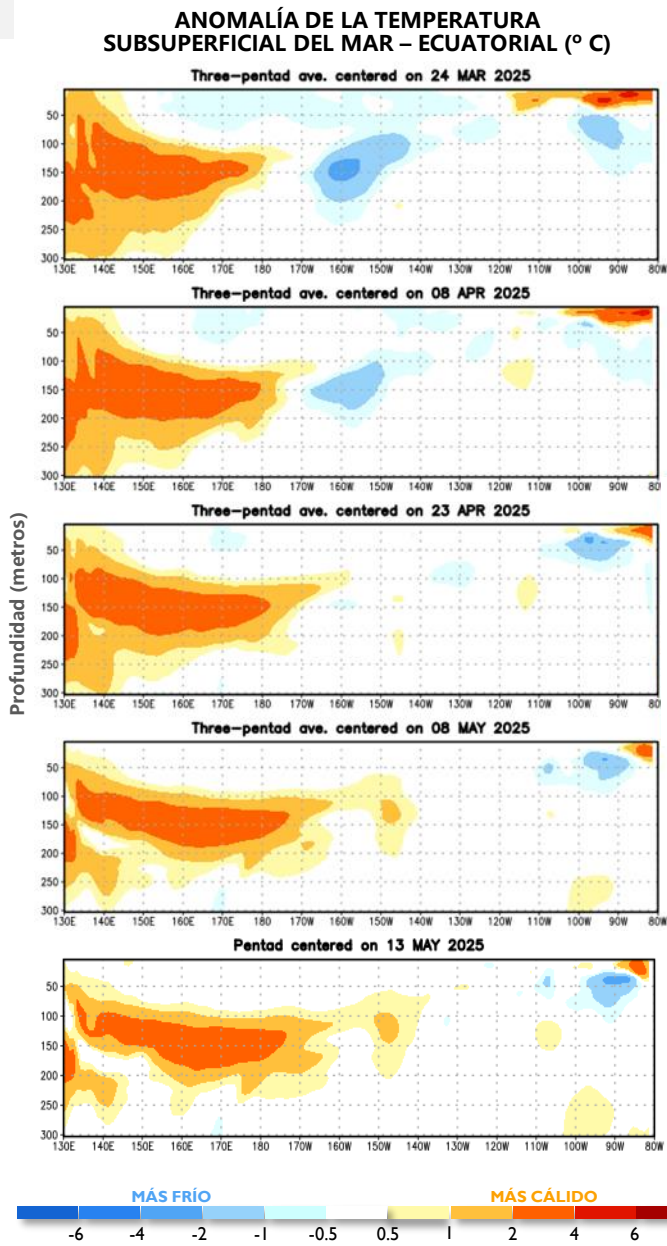 ANOMALÍA DE LA TEMPERATURA
SUBSUPERFICIAL DEL MAR – ECUATORIAL (º C)
Three-pentad ave. centered on 24 MAR 2025
50
100
150
200
250
300
130E 140E 150E 160E 170E 180 170W 160W 150W 140W 130W 120W 110W 100W 90W 80W
Three-pentad ave. centered on 08 APR 2025
50
100
150
200
250
300
130E 140E 150E 160E 170E 180 170W 160W 150W 140W 130W 120W 110W 100W 90W 80W
Three-pentad ave. centered on 23 APR 2025
50
100
150
200
250
300
130E 140E 150E 160E 170E 180 170W 160W 150W 140W 130W 120W 110W 100W 90W 80W
Profundidad (metros)
Three-pentad ave. centered on 08 MAY 2025
50
100
150
200
250
300
130E 140E 150E 160E 170E 180 170W 160W 150W 140W 130W 120W 110W 100W 90W 80W
Pentad centered on 13 MAY 2025
50
100
150
200
250
300
130E 140E 150E 160E 170E 180 170W 160W 150W 140W 130W 120W 110W 100W 90W 80W
MÁS FRÍO MÁS CÁLIDO
-6 -4 -2 -1 -0.5 0.5 1 2 4 6